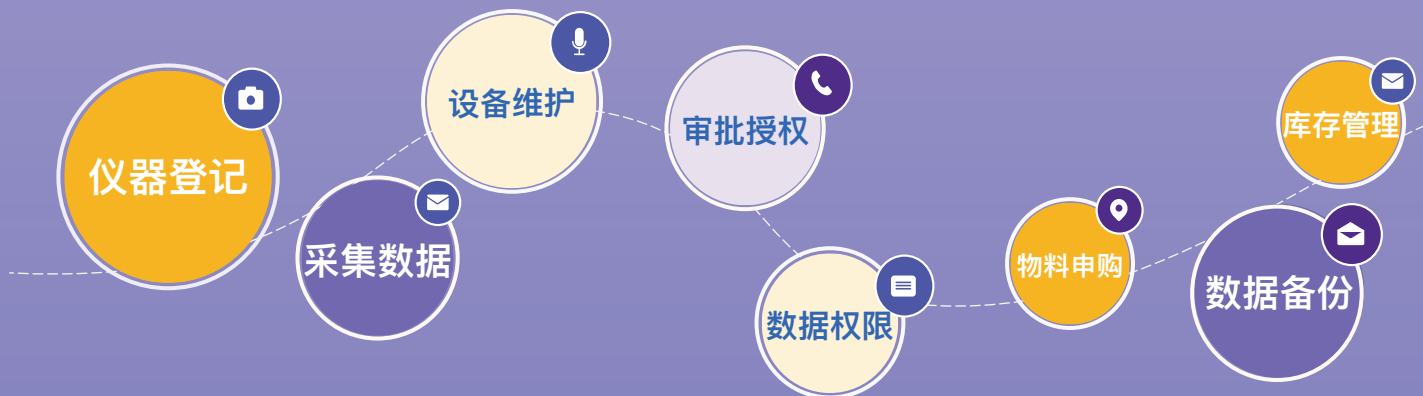 仪器登记
采集数据
设备维护
审批授权
数据权限
物料申购
数据备份
库存管理